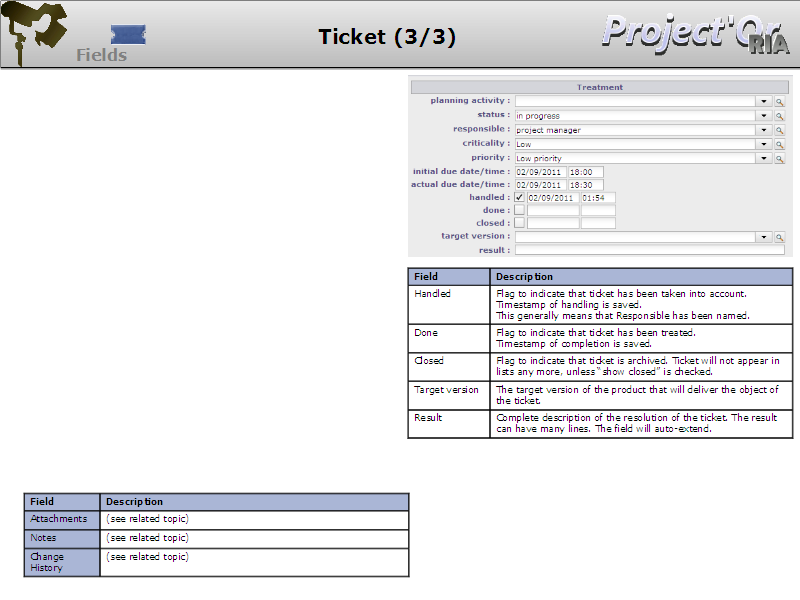 Fields
Ticket (3/3)
Project'Or
RIA
Treatment
planning activity :
status : in progress
responsible : project manager
criticality : Low
priority : Low priority
initial due date/time : 02/09/2011 18:00
actual due date/time : 02/09/2011 18:30
handled : 02/09/2011 01:54
done :
closed :
target version :
result :
Field Description
Handled Flag to indicate that ticket has been taken into account.
Timestamp of handling is saved.
This generally means that Responsible has been named.
Done Flag to indicate that ticket has been treated.
Timestamp of completion is saved.
Closed Flag to indicate that ticket is archived. Ticket will not appear in
lists any more, unless “show closed” is checked.
Target version The target version of the product that will deliver the object of
the ticket.
Result Complete description of the resolution of the ticket. The result
can have many lines. The field will auto-extend.
Field Description
Attachments (see related topic)
Notes (see related topic)
Change (see related topic)
History